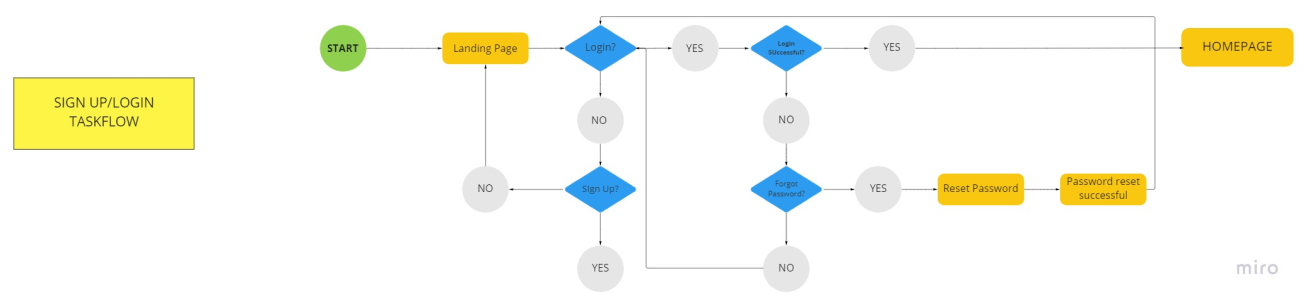 SIGN UP/LOGIN
TASKFLOW
START
Landing Page
Login?
YES
Login
SUccessful?
YES
HOMEPAGE
NO
NO
NO
Sign Up?
Forgot
Password?
YES
Reset Password
Password reset
successful
YES
NO
miro